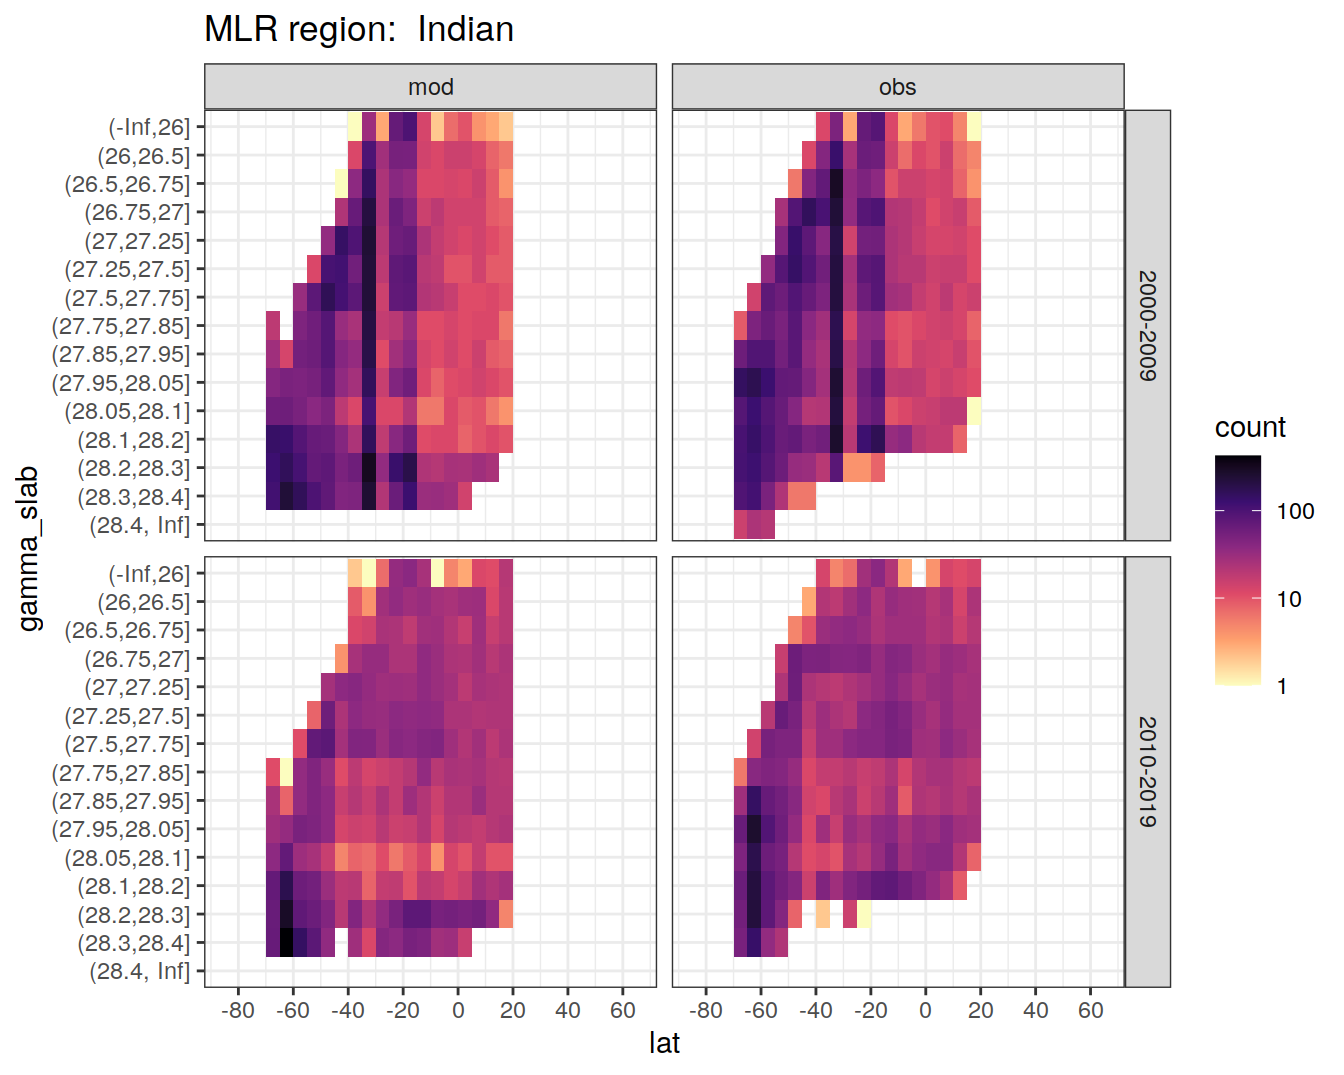 MLR region:  Indian
mod
obs
(-Inf,26]
(26,26.5]
(26.5,26.75]
(26.75,27]
(27,27.25]
(27.25,27.5]
(27.5,27.75]
(27.75,27.85]
(27.85,27.95]
(27.95,28.05]
(28.05,28.1]
(28.1,28.2]
(28.2,28.3]
(28.3,28.4]
(28.4, Inf]
2000-2009
(-Inf,26]
(26,26.5]
(26.5,26.75]
(26.75,27]
(27,27.25]
(27.25,27.5]
(27.5,27.75]
(27.75,27.85]
(27.85,27.95]
(27.95,28.05]
(28.05,28.1]
(28.1,28.2]
(28.2,28.3]
(28.3,28.4]
(28.4, Inf]
2010-2019
gamma_slab
-80 -60 -40 -20 0 20 40 60
-80 -60 -40 -20 0 20 40 60
lat
count
100
10
1